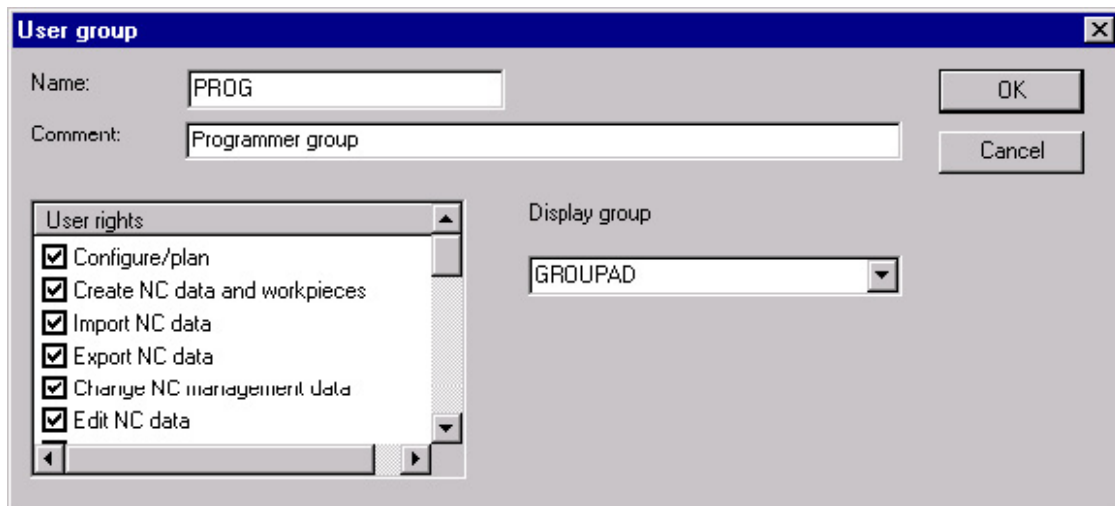 User group
Name:
PROG
OK
Comment:
Programmer group
Cancel
User rights
Display group
Configure/plan
GROUPAD
Create NC data and workpieces
Import NC data
Export NC data
Change NC management data
Edit NC data